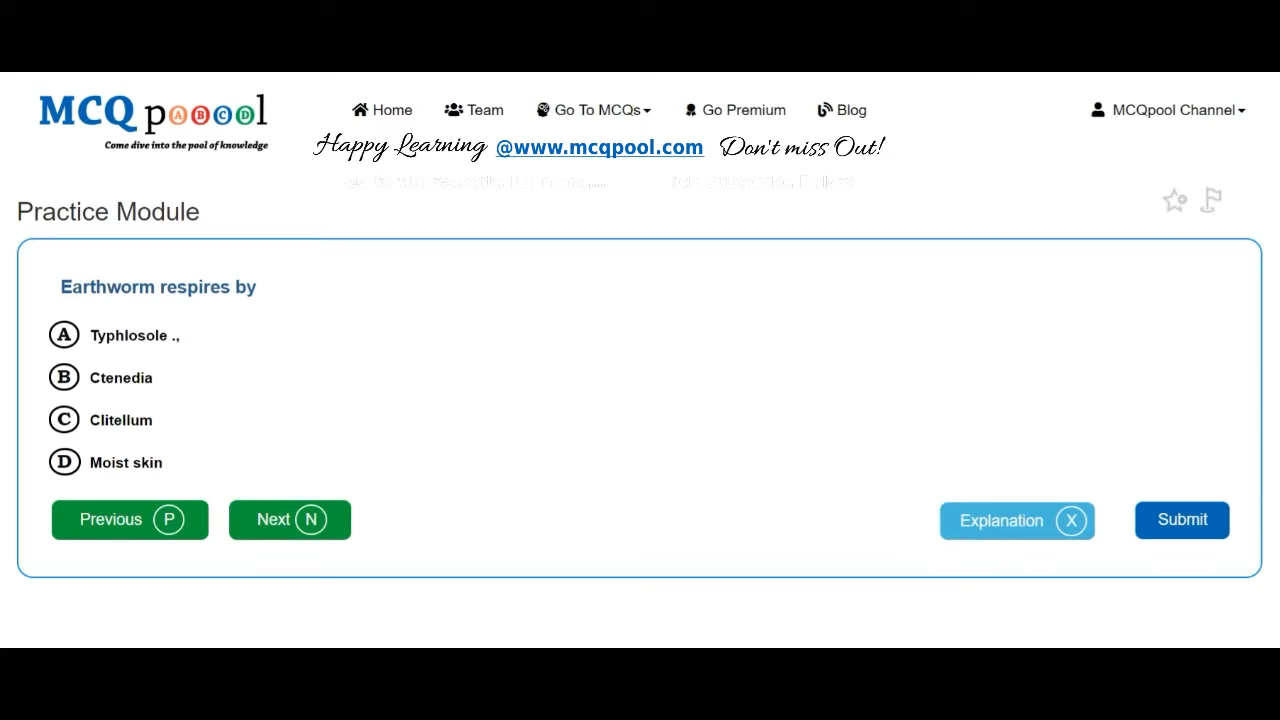 MCQ pooool
Come dive into the pool of knowledge
Home Team Go To MCQs Go Premium Blog MCQpool Channel
Happy Learning @www.mcqpool.com Don't miss Out!
Practice Module
Earthworm respires by
A Typhlosole .,
B Ctenedia
C Clitellum
D Moist skin
Previous P Next N Explanation X Submit